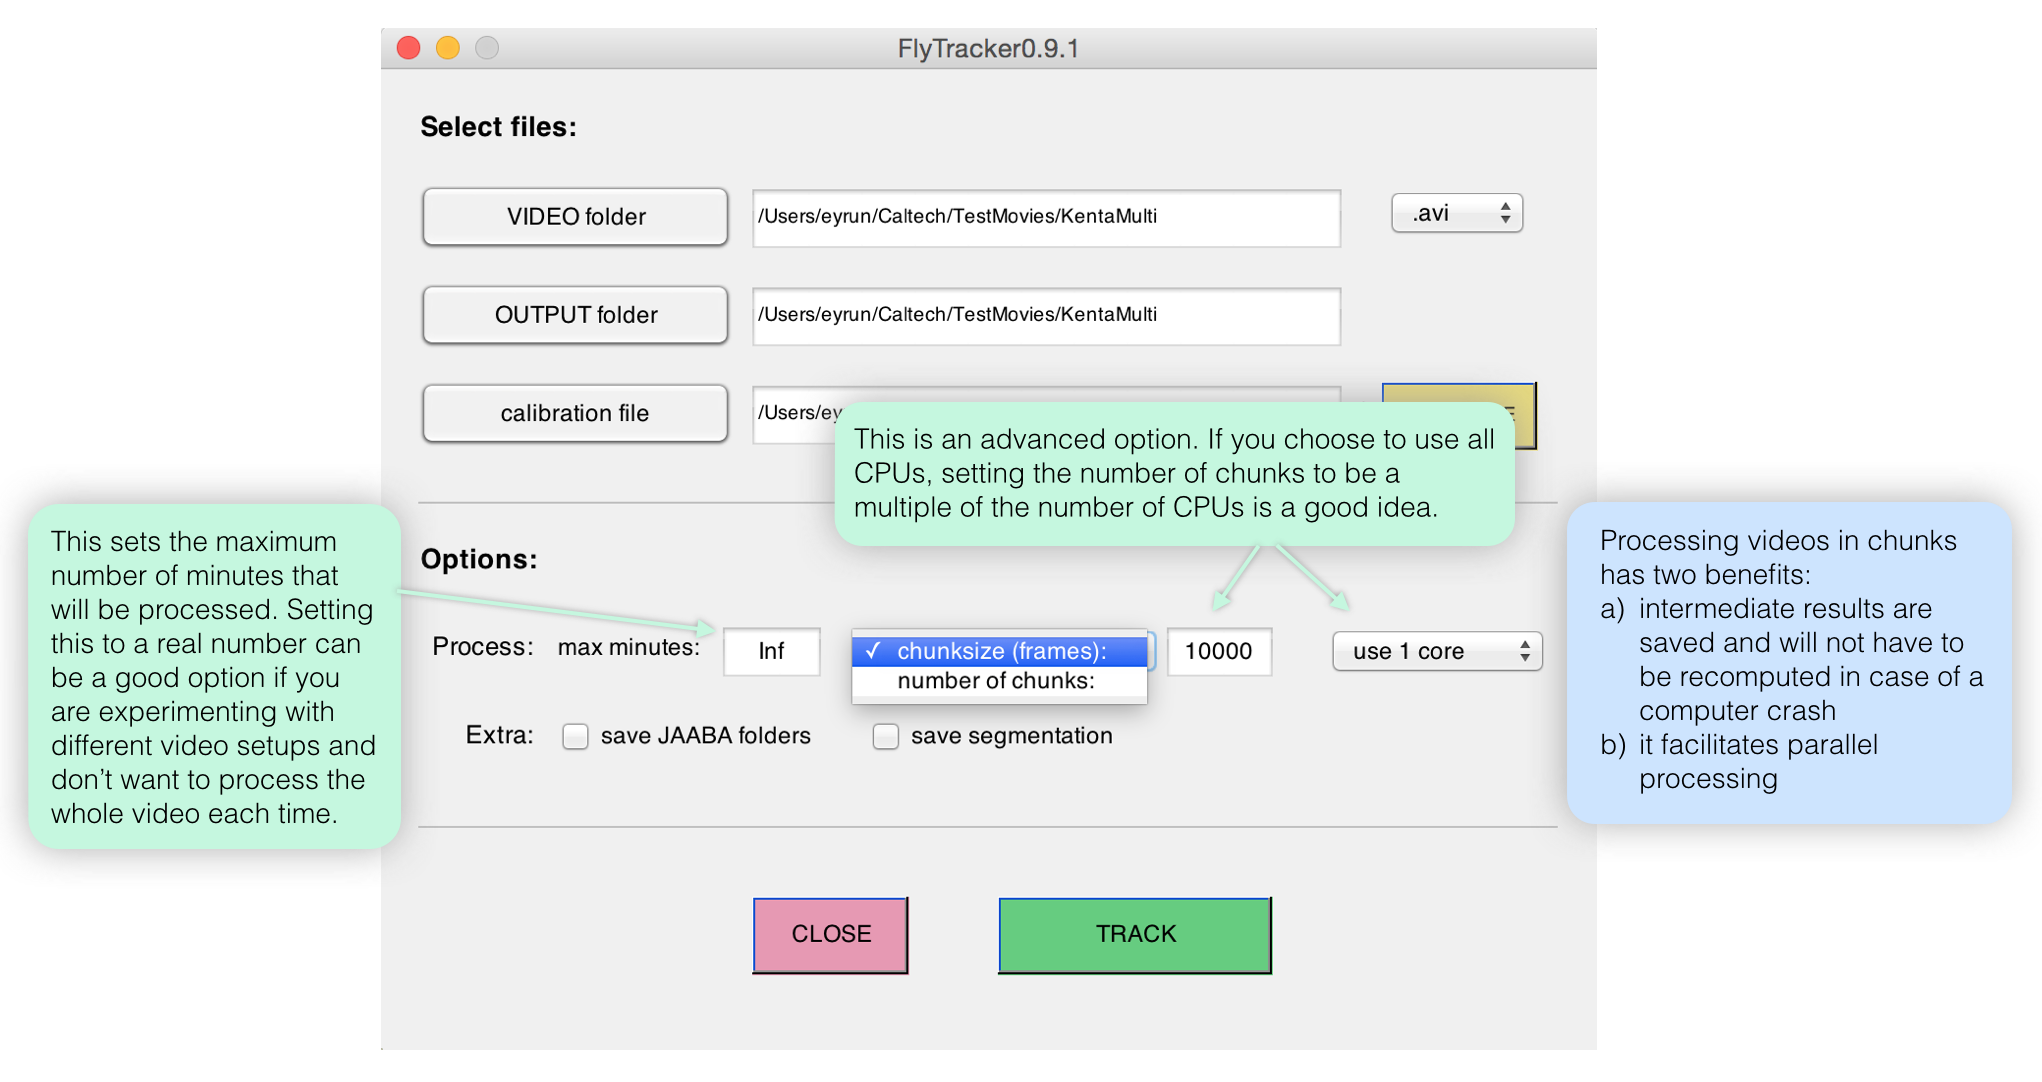 FlyTracker0.9.1
Select files:
VIDEO folder
/Users/eyrun/Caltech/TestMovies/KentaMulti
.avi
OUTPUT folder
/Users/eyrun/Caltech/TestMovies/KentaMulti
calibration file
/Users/ey
This is an advanced option. If you choose to use all
CPUs, setting the number of chunks to be a
multiple of the number of CPUs is a good idea.
This sets the maximum
number of minutes that
will be processed. Setting
this to a real number can
be a good option if you
are experimenting with
different video setups and
don’t want to process the
whole video each time.
Options:
Process: max minutes: Inf
✓ chunksize (frames):
number of chunks:
10000
use 1 core
Extra: save JAABA folders save segmentation
Processing videos in chunks
has two benefits:
a) intermediate results are
saved and will not have to
be recomputed in case of a
computer crash
b) it facilitates parallel
processing
CLOSE
TRACK